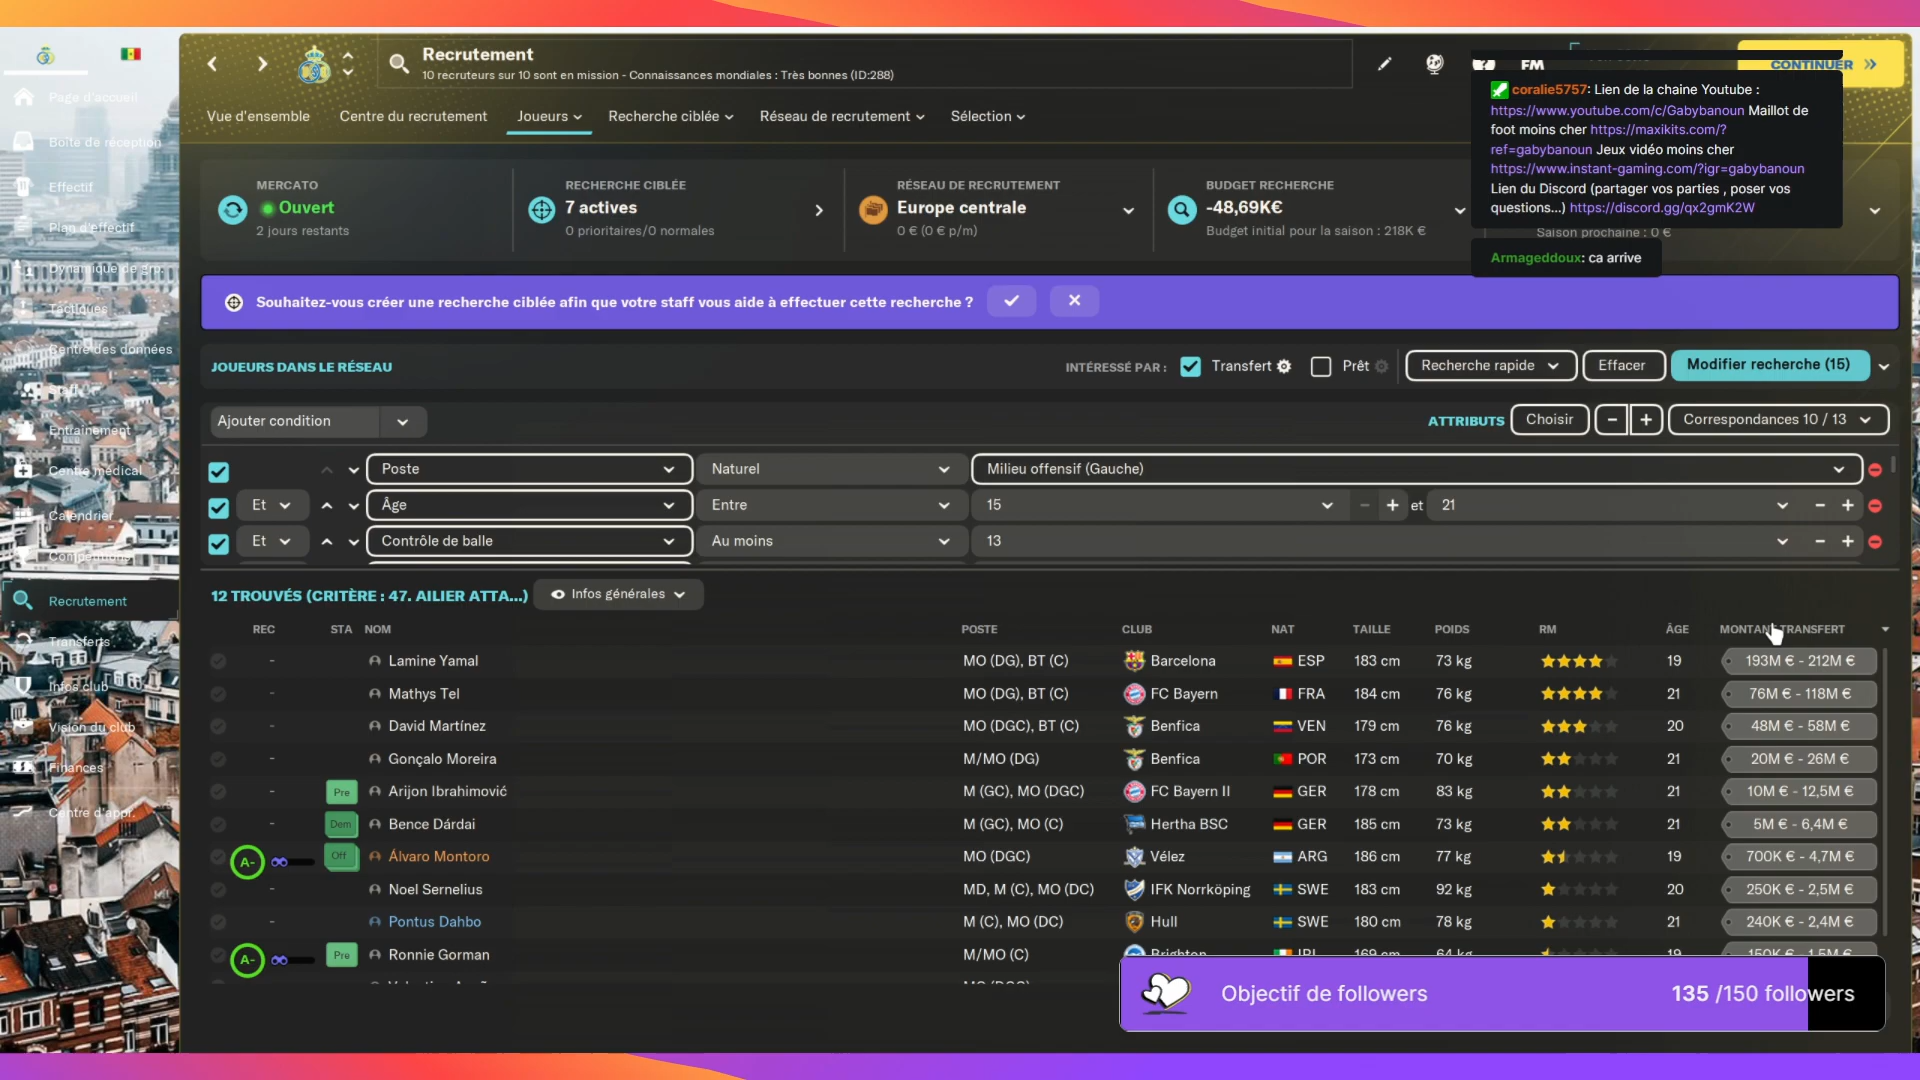 Recrutement
10 recruteurs sur 10 sont en mission - Connaissances mondiales : Très bonnes (ID:288)
FM
CONTINUER
Vue d'ensemble
Centre du recrutement
Joueurs
Recherche ciblée
Réseau de recrutement
Sélection
coralie5757: Lien de la chaine Youtube :
https://www.youtube.com/c/Gabybanoun Maillot de
foot moins cher https://maxikits.com/?
ref=gabybanoun Jeux vidéo moins cher
https://www.instant-gaming.com/?igr=gabybanoun
Lien du Discord (partager vos parties , poser vos
questions...) https://discord.gg/qx2gmK2W
Armageddoux: ca arrive
Page d'accueil
Boîte de réception
Effectif
Plan d'effectif
Dynamique de gru.
Tactiques
Centre des données
Staff
Entraînement
Centre médical
Calendrier
Compétitions
Recrutement
Transferts
Infos club
Vision du club
Finances
Centre d'appr.
MERCATO
Ouvert
2 jours restants
RECHERCHE CIBLÉE
7 actives
0 prioritaires/0 normales
RÉSEAU DE RECRUTEMENT
Europe centrale
0 € (0 € p/m)
BUDGET RECHERCHE
-48,69K€
Budget initial pour la saison : 218K €
Saison prochaine : 0 €
Souhaitez-vous créer une recherche ciblée afin que votre staff vous aide à effectuer cette recherche ?
JOUEURS DANS LE RÉSEAU
INTÉRESSÉ PAR :
Transfert
Prêt
Recherche rapide
Effacer
Modifier recherche (15)
Ajouter condition
ATTRIBUTS
Choisir
Correspondances 10 / 13
Poste Naturel Milieu offensif (Gauche)
Et Âge Entre 15 et 21
Et Contrôle de balle Au moins 13
12 TROUVÉS (CRITÈRE : 47. AILIER ATTA...)
Infos générales
REC STA NOM POSTE CLUB NAT TAILLE POIDS RM ÂGE MONTANT TRANSFERT
- Lamine Yamal MO (DG), BT (C) Barcelona ESP 183 cm 73 kg 19 193M € - 212M €
- Mathys Tel MO (DG), BT (C) FC Bayern FRA 184 cm 76 kg 21 76M € - 118M €
- David Martínez MO (DGC), BT (C) Benfica VEN 179 cm 76 kg 20 48M € - 58M €
- Gonçalo Moreira M/MO (DG) Benfica POR 173 cm 70 kg 21 20M € - 26M €
- Pre Arijon Ibrahimović M (GC), MO (DGC) FC Bayern II GER 178 cm 83 kg 21 10M € - 12,5M €
- Dem Bence Dárdai M (GC), MO (C) Hertha BSC GER 185 cm 73 kg 21 5M € - 6,4M €
A- Off Álvaro Montoro MO (DGC) Vélez ARG 186 cm 77 kg 19 700K € - 4,7M €
- Noel Sernelius MD, M (C), MO (DC) IFK Norrköping SWE 183 cm 92 kg 20 250K € - 2,5M €
- Pontus Dahbo M (C), MO (DC) Hull SWE 180 cm 78 kg 21 240K € - 2,4M €
A- Pre Ronnie Gorman M/MO (C) Brighton IRL 169 cm 64 kg 19 150K € - 1,5M €
Objectif de followers
135 /150 followers